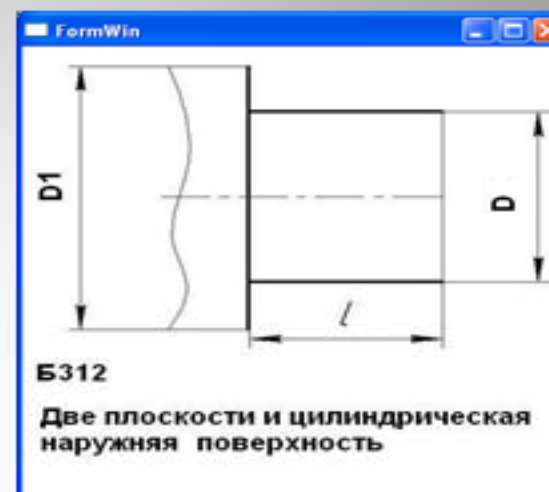 FormWin
D1
D
l
Б312
Две плоскости и цилиндрическая
наружняя поверхность